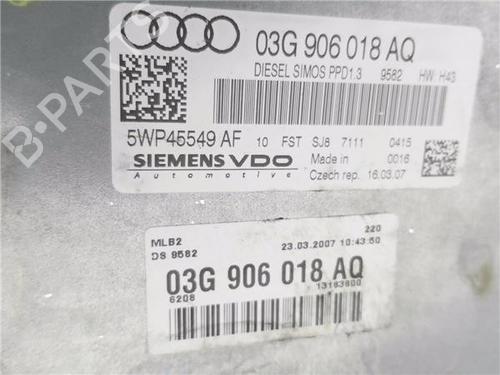 03G 906 018 AQ
DIESEL SIMOS PPD1.3 9582 HW: H43
5WP45549 AF 10 FST SJ8 7111 0415
SIEMENS VDO Made in 0016
Automotive Czech rep. 16.03.07
MLB2 220
DS 9582 23.03.2007 10:43:50
03G 906 018 AQ
6208 13183800